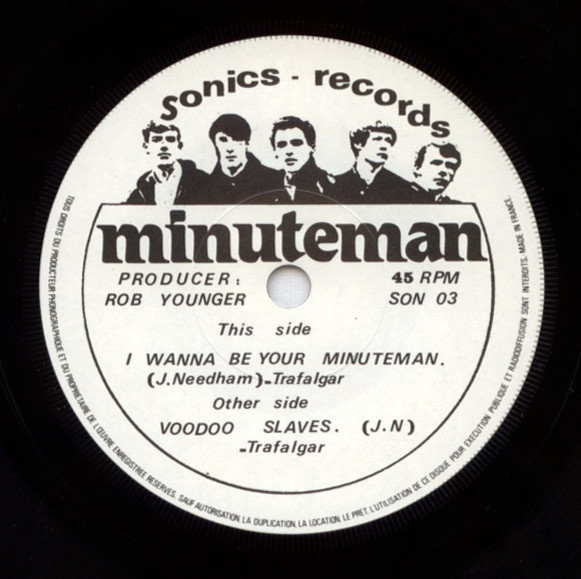 sonics - records
minuteman
PRODUCER:
ROB YOUNGER
45 RPM
SON 03
This side
I WANNA BE YOUR MINUTEMAN.
(J.Needham)-Trafalgar
Other side
VOODOO SLAVES. (J.N)
-Trafalgar
TOUS DROITS DU PRODUCTEUR PHONOGRAPHIQUE ET DU PROPRIETAIRE DE L'ŒUVRE ENREGISTREE RESERVES. SAUF AUTORISATION, LA DUPLICATION, LA LOCATION, LE PRET, L'UTILISATION DE CE DISQUE POUR EXECUTION PUBLIQUE ET RADIODIFFUSION SONT INTERDITS. MADE IN FRANCE.